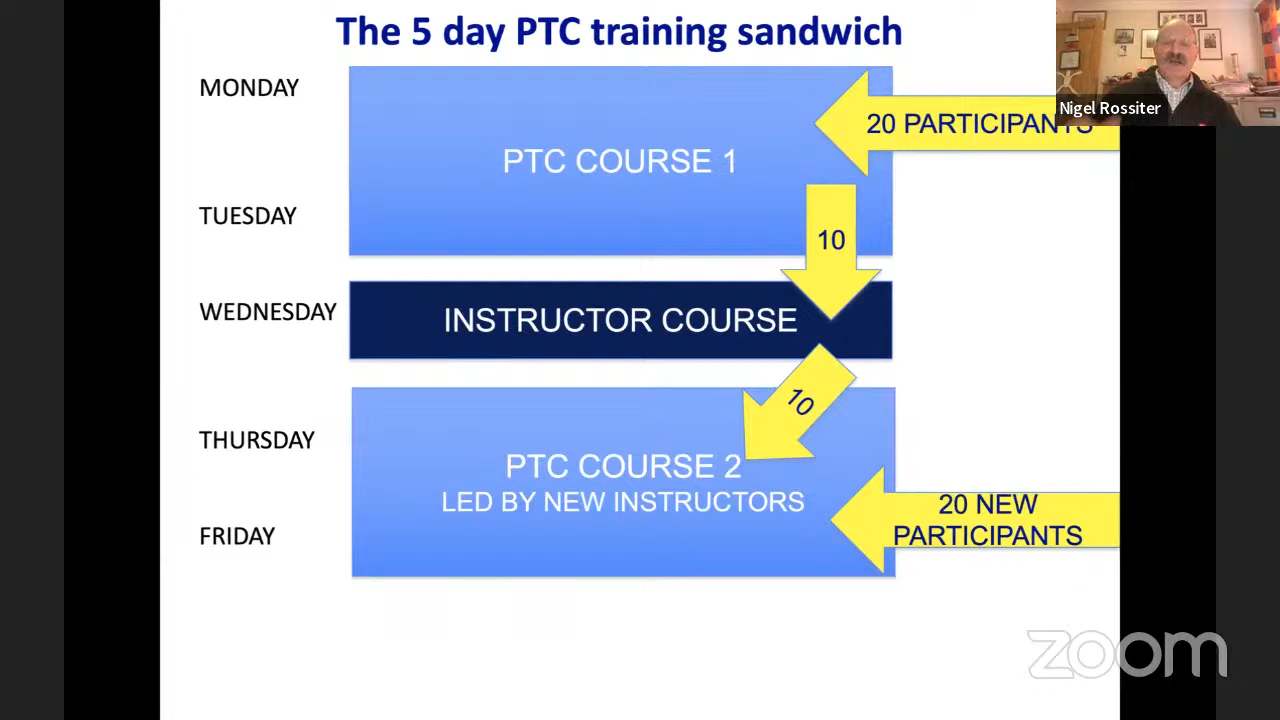 The 5 day PTC training sandwich
Nigel Rossiter
MONDAY
20 PARTICIPANTS
PTC COURSE 1
TUESDAY
10
WEDNESDAY
INSTRUCTOR COURSE
10
THURSDAY
PTC COURSE 2
LED BY NEW INSTRUCTORS
20 NEW
PARTICIPANTS
FRIDAY
zoom